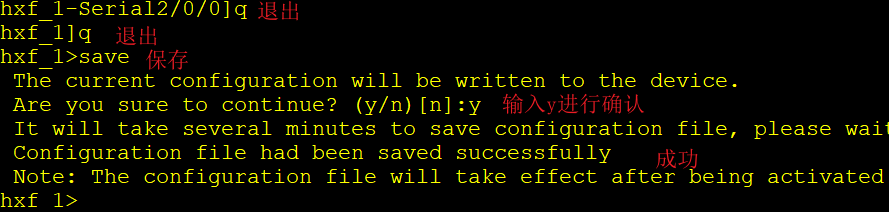 hxf_1-Serial2/0/0]q 退出
hxf_1]q 退出
hxf_1>save 保存
The current configuration will be written to the device.
Are you sure to continue? (y/n)[n]:y 输入y进行确认
It will take several minutes to save configuration file, please wait
Configuration file had been saved successfully 成功
Note: The configuration file will take effect after being activated
hxf_1>